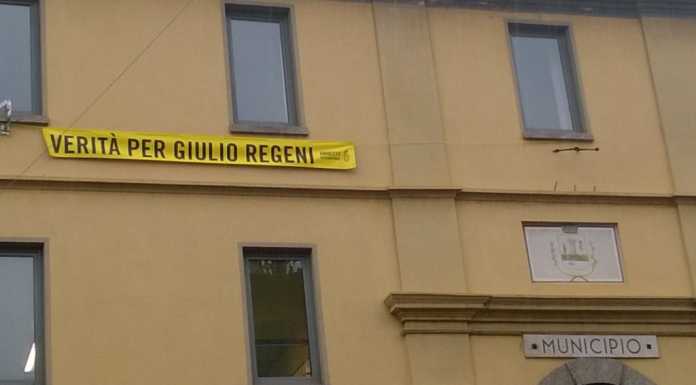 VERITÀ PER GIULIO REGENI
MUNICIPIO